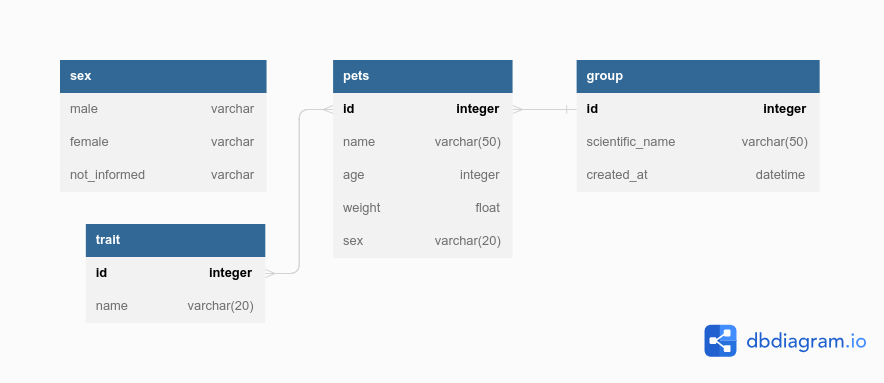 sex
male varchar
female varchar
not_informed varchar
trait
id integer
name varchar(20)
pets
id integer
name varchar(50)
age integer
weight float
sex varchar(20)
group
id integer
scientific_name varchar(50)
created_at datetime
dbdiagram.io